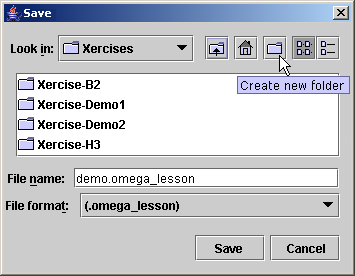 Save
Look in: Xercises
Create new folder
Xercise-B2
Xercise-Demo1
Xercise-Demo2
Xercise-H3
File name: demo.omega_lesson
File format: (.omega_lesson)
Save Cancel